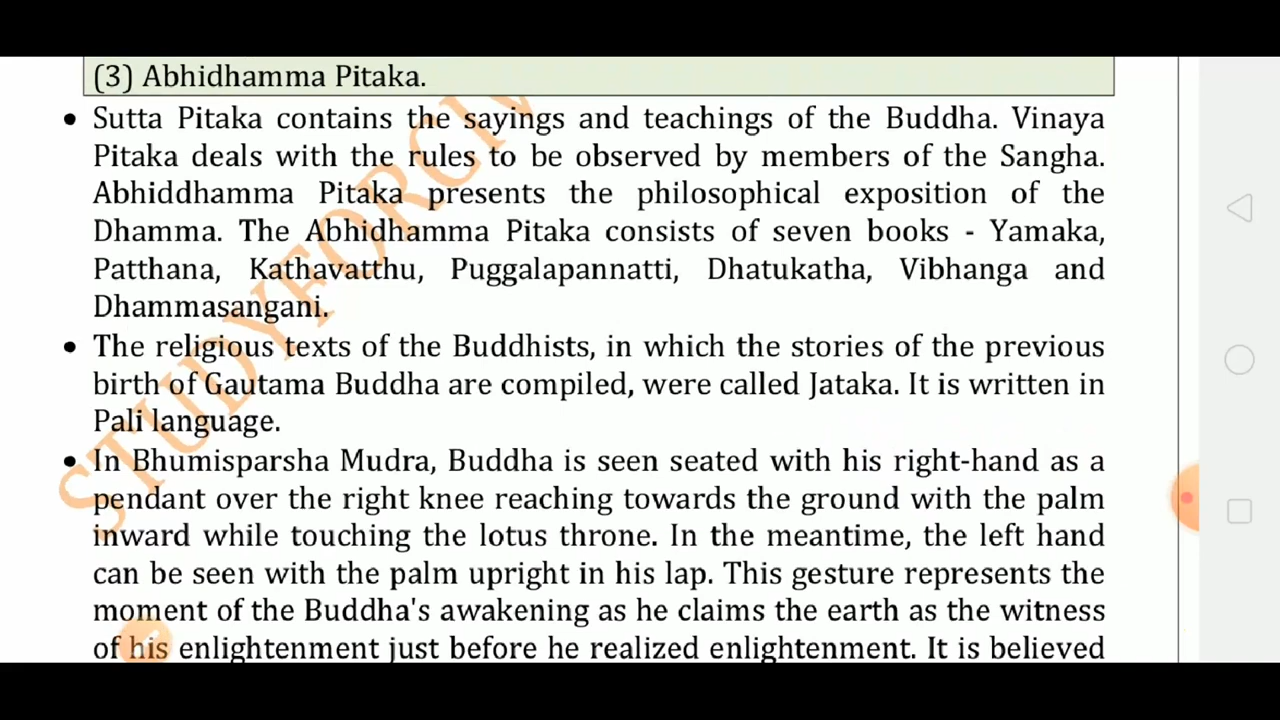 (3) Abhidhamma Pitaka.
• Sutta Pitaka contains the sayings and teachings of the Buddha. Vinaya
Pitaka deals with the rules to be observed by members of the Sangha.
Abhiddhamma Pitaka presents the philosophical exposition of the
Dhamma. The Abhidhamma Pitaka consists of seven books - Yamaka,
Patthana, Kathavatthu, Puggalapannatti, Dhatukatha, Vibhanga and
Dhammasangani.
• The religious texts of the Buddhists, in which the stories of the previous
birth of Gautama Buddha are compiled, were called Jataka. It is written in
Pali language.
• In Bhumisparsha Mudra, Buddha is seen seated with his right-hand as a
pendant over the right knee reaching towards the ground with the palm
inward while touching the lotus throne. In the meantime, the left hand
can be seen with the palm upright in his lap. This gesture represents the
moment of the Buddha's awakening as he claims the earth as the witness
of his enlightenment just before he realized enlightenment. It is believed
STUDYFORCIV